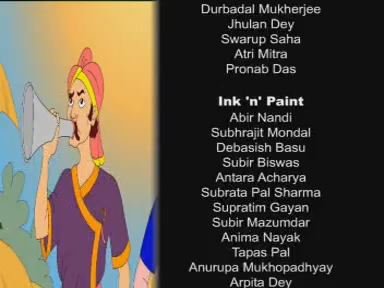 Durbadal Mukherjee
Jhulan Dey
Swarup Saha
Atri Mitra
Pronab Das
Ink 'n' Paint
Abir Nandi
Subhrajit Mondal
Debasish Basu
Subir Biswas
Antara Acharya
Subrata Pal Sharma
Supratim Gayan
Subir Mazumdar
Anima Nayak
Tapas Pal
Anurupa Mukhopadhyay
Arpita Dey